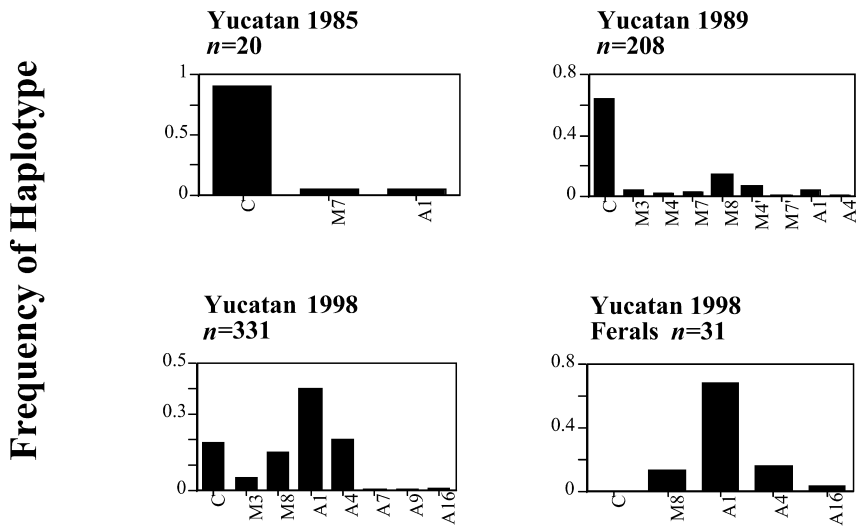 Frequency of Haplotype
Yucatan 1985
n=20
1
0.5
0
C
M7
A1
Yucatan 1989
n=208
0.8
0.4
0
C
M3
M4
M7
M8
M4'
M7'
A1
A4
Yucatan 1998
n=331
0.5
0.3
0
C
M3
M8
A1
A4
A7
A9
A16
Yucatan 1998
Ferals n=31
0.8
0.4
0
C
M8
A1
A4
A16